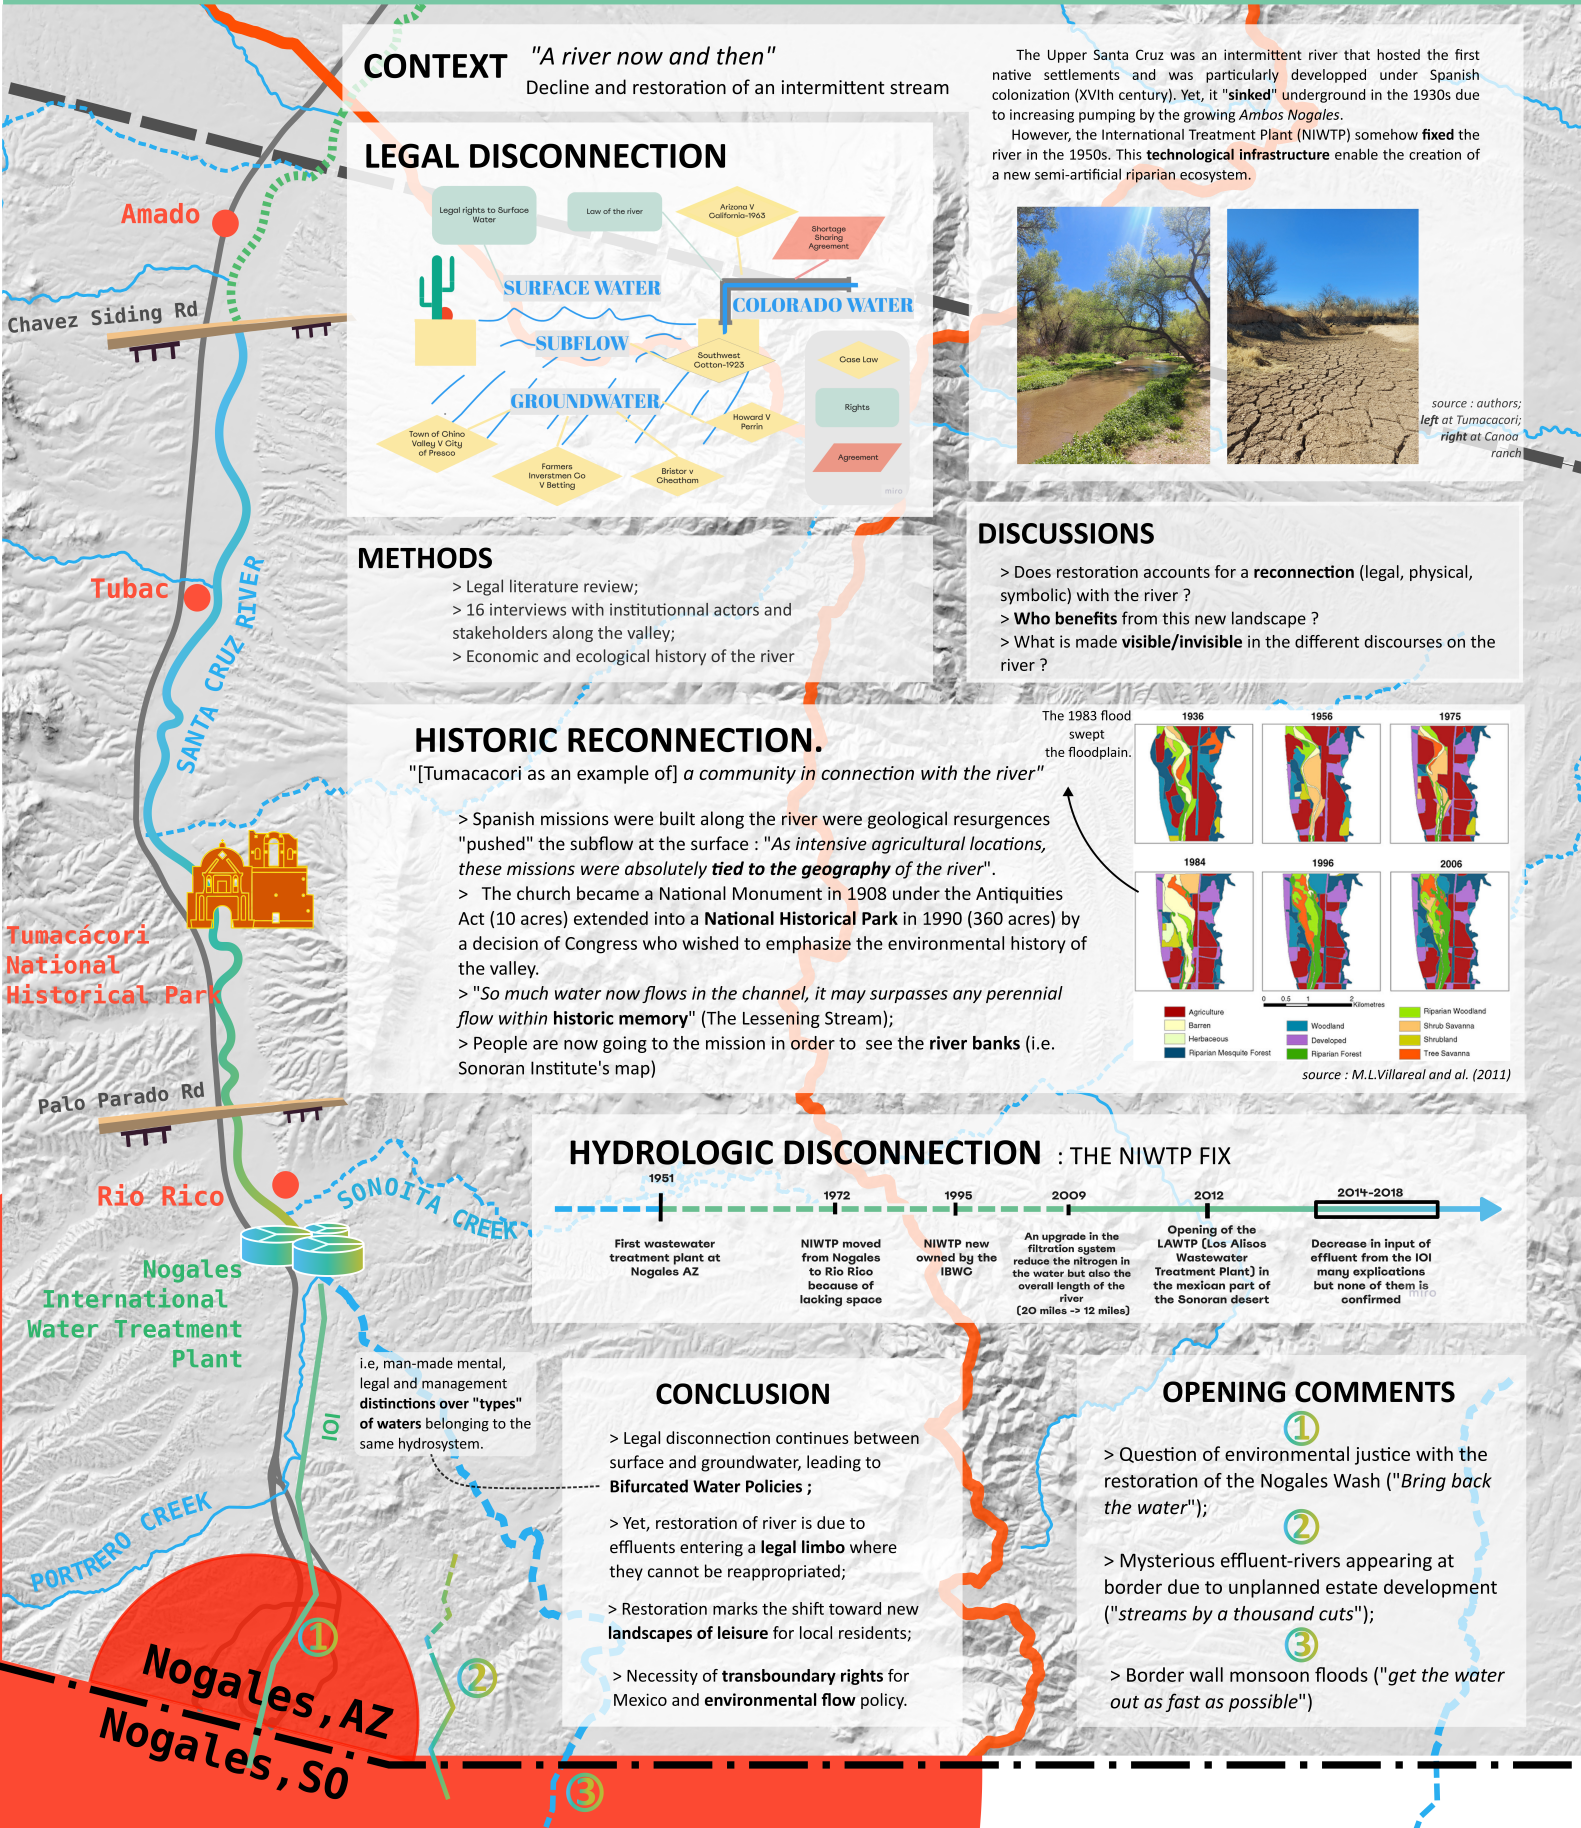 CONTEXT
"A river now and then"
Decline and restoration of an intermittent stream
The Upper Santa Cruz was an intermittent river that hosted the first
native settlements and was particularly developped under Spanish
colonization (XVIth century). Yet, it "sinked" underground in the 1930s due
to increasing pumping by the growing Ambos Nogales.
However, the International Treatment Plant (NIWTP) somehow fixed the
river in the 1950s. This technological infrastructure enable the creation of
a new semi-artificial riparian ecosystem.
source : authors;
left at Tumacacori;
right at Canoa
ranch
LEGAL DISCONNECTION
Legal rights to Surface
Water
Law of the river
Arizona V
California-1963
Shortage
Sharing
Agreement
SURFACE WATER
COLORADO WATER
SUBFLOW
Southwest
Cotton-1923
GROUNDWATER
Town of Chino
Valley V City
of Presco
Farmers
Inverstmen Co
V Betting
Bristor v
Cheatham
Howard V
Perrin
Case Law
Rights
Agreement
miro
METHODS
> Legal literature review;
> 16 interviews with institutionnal actors and
stakeholders along the valley;
> Economic and ecological history of the river
DISCUSSIONS
> Does restoration accounts for a reconnection (legal, physical,
symbolic) with the river ?
> Who benefits from this new landscape ?
> What is made visible/invisible in the different discourses on the
river ?
HISTORIC RECONNECTION.
"[Tumacacori as an example of] a community in connection with the river"
> Spanish missions were built along the river were geological resurgences
"pushed" the subflow at the surface : "As intensive agricultural locations,
these missions were absolutely tied to the geography of the river".
> The church became a National Monument in 1908 under the Antiquities
Act (10 acres) extended into a National Historical Park in 1990 (360 acres) by
a decision of Congress who wished to emphasize the environmental history of
the valley.
> "So much water now flows in the channel, it may surpasses any perennial
flow within historic memory" (The Lessening Stream);
> People are now going to the mission in order to see the river banks (i.e.
Sonoran Institute's map)
The 1983 flood
swept
the floodplain.
1936
1956
1975
1984
1996
2006
0 0.5 1 2
Kilometres
Agriculture
Barren
Herbaceous
Riparian Mesquite Forest
Woodland
Developed
Riparian Forest
Riparian Woodland
Shrub Savanna
Shrubland
Tree Savanna
source : M.L.Villareal and al. (2011)
HYDROLOGIC DISCONNECTION : THE NIWTP FIX
1951
First wastewater
treatment plant at
Nogales AZ
1972
NIWTP moved
from Nogales
to Rio Rico
because of
lacking space
1995
NIWTP new
owned by the
IBWC
2009
An upgrade in the
filtration system
reduce the nitrogen in
the water but also the
overall length of the
river
(20 miles -> 12 miles)
2012
Opening of the
LAWTP (Los Alisos
Wastewater
Treatment Plant) in
the mexican part of
the Sonoran desert
2014-2018
Decrease in input of
effluent from the IOI
many explications
but none of them is
confirmed
miro
i.e, man-made mental,
legal and management
distinctions over "types"
of waters belonging to the
same hydrosystem.
CONCLUSION
> Legal disconnection continues between
surface and groundwater, leading to
Bifurcated Water Policies ;
> Yet, restoration of river is due to
effluents entering a legal limbo where
they cannot be reappropriated;
> Restoration marks the shift toward new
landscapes of leisure for local residents;
> Necessity of transboundary rights for
Mexico and environmental flow policy.
OPENING COMMENTS
1
> Question of environmental justice with the
restoration of the Nogales Wash ("Bring back
the water");
2
> Mysterious effluent-rivers appearing at
border due to unplanned estate development
("streams by a thousand cuts");
3
> Border wall monsoon floods ("get the water
out as fast as possible")
Amado
Chavez Siding Rd
Tubac
SANTA CRUZ RIVER
Tumacácori
National
Historical Park
Palo Parado Rd
Rio Rico
SONOITA CREEK
Nogales
International
Water Treatment
Plant
IOI
PORTRERO CREEK
1
2
3
Nogales,AZ
Nogales,SO